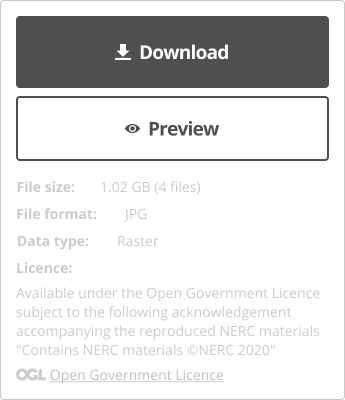 Download
Preview
File size: 1.02 GB (4 files)
File format: JPG
Data type: Raster
Licence:
Available under the Open Government Licence
subject to the following acknowledgement
accompanying the reproduced NERC materials
"Contains NERC materials ©NERC 2020"
OGL Open Government Licence